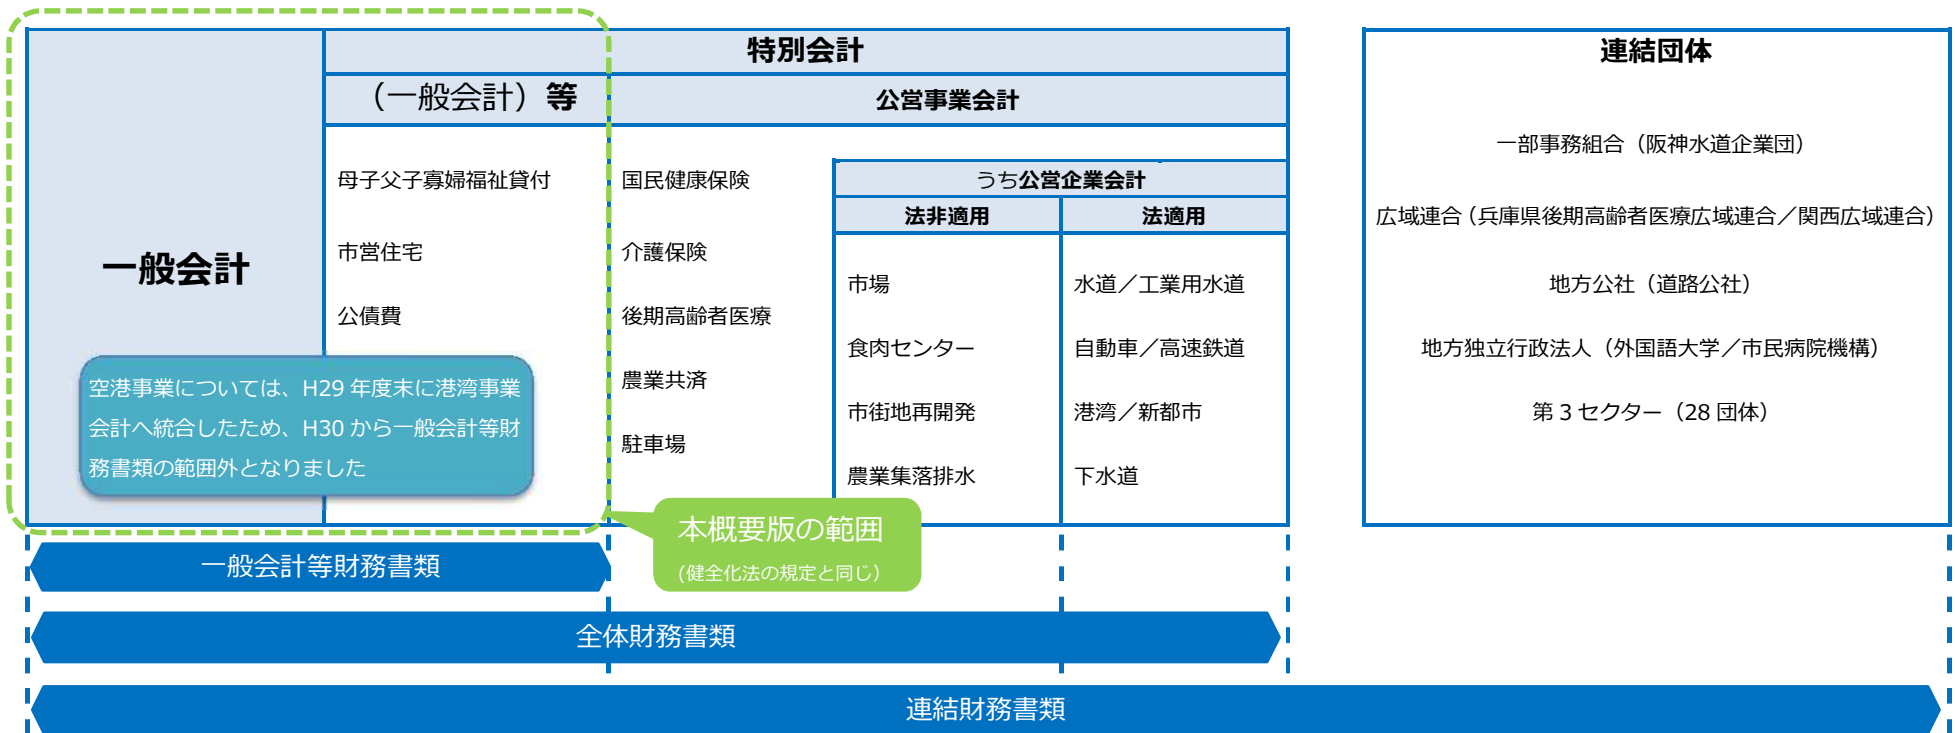 特別会計
（一般会計）等
公営事業会計
一般会計
母子父子寡婦福祉貸付
市営住宅
公債費
空港事業については、H29 年度末に港湾事業
会計へ統合したため、H30 から一般会計等財
務書類の範囲外となりました
国民健康保険
介護保険
後期高齢者医療
農業共済
駐車場
うち公営企業会計
法非適用
法適用
市場
食肉センター
市街地再開発
農業集落排水
水道／工業用水道
自動車／高速鉄道
港湾／新都市
下水道
連結団体
一部事務組合（阪神水道企業団）
広域連合（兵庫県後期高齢者医療広域連合／関西広域連合）
地方公社（道路公社）
地方独立行政法人（外国語大学／市民病院機構）
第 3 セクター（28 団体）
本概要版の範囲
(健全化法の規定と同じ）
一般会計等財務書類
全体財務書類
連結財務書類